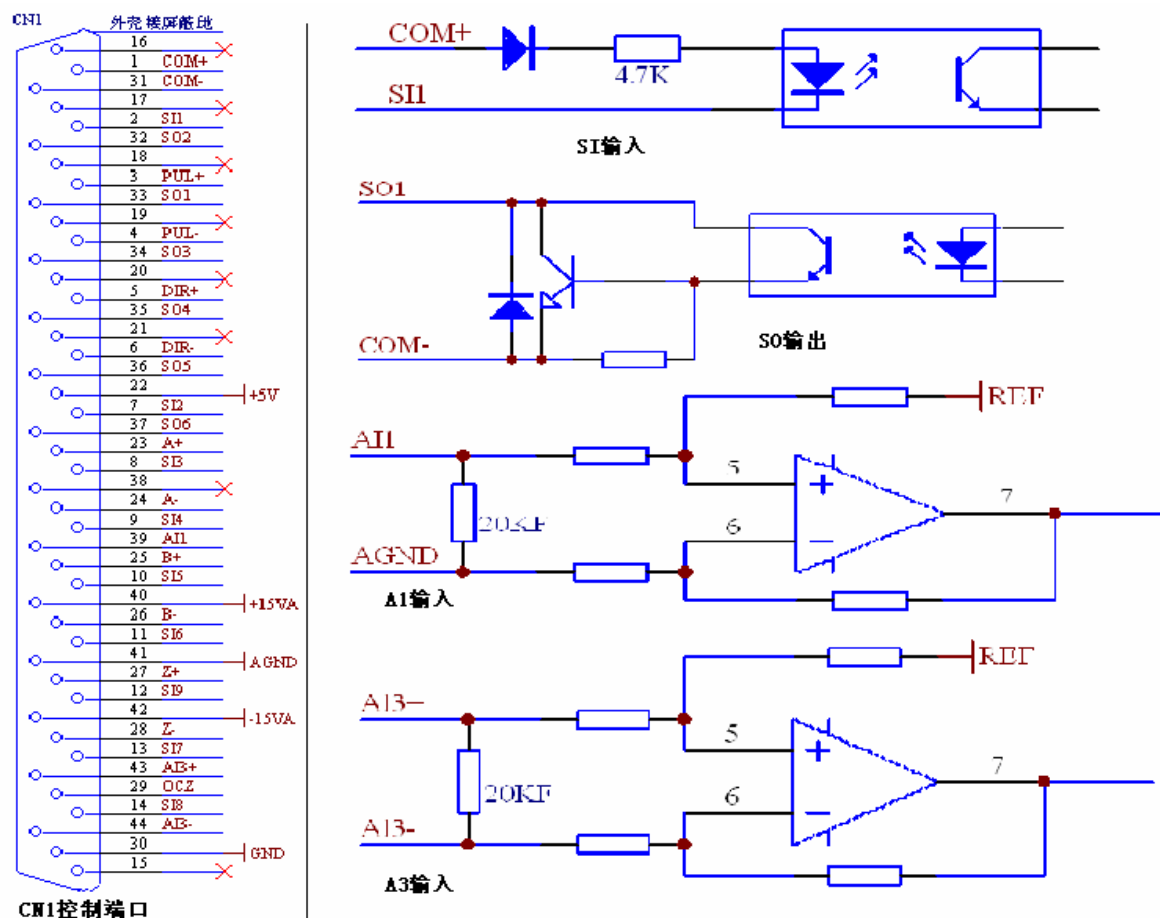 CN1 外壳接屏蔽地
16
1 COM+
31 COM-
17
2 SI1
32 SO2
18
3 PUL+
33 SO1
19
4 PUL-
34 SO3
20
5 DIR+
35 SO4
21
6 DIR-
36 SO5
22 +5V
7 SI2
37 SO6
23 A+
8 SI3
38
24 A-
9 SI4
39 AI1
25 B+
10 SI5
40 +15VA
26 B-
11 SI6
41 AGND
27 Z+
12 SI9
42 -15VA
28 Z-
13 SI7
43 AI3+
29 OCZ
14 SI8
44 AI3-
30 GND
15
CN1控制端口
COM+
4.7K
SI1
SI输入
SO1
COM-
SO输出
REF
AI1
5
7
20KF
6
AGND
A1输入
REF
AI3+
5
7
20KF
6
AI3-
A3输入